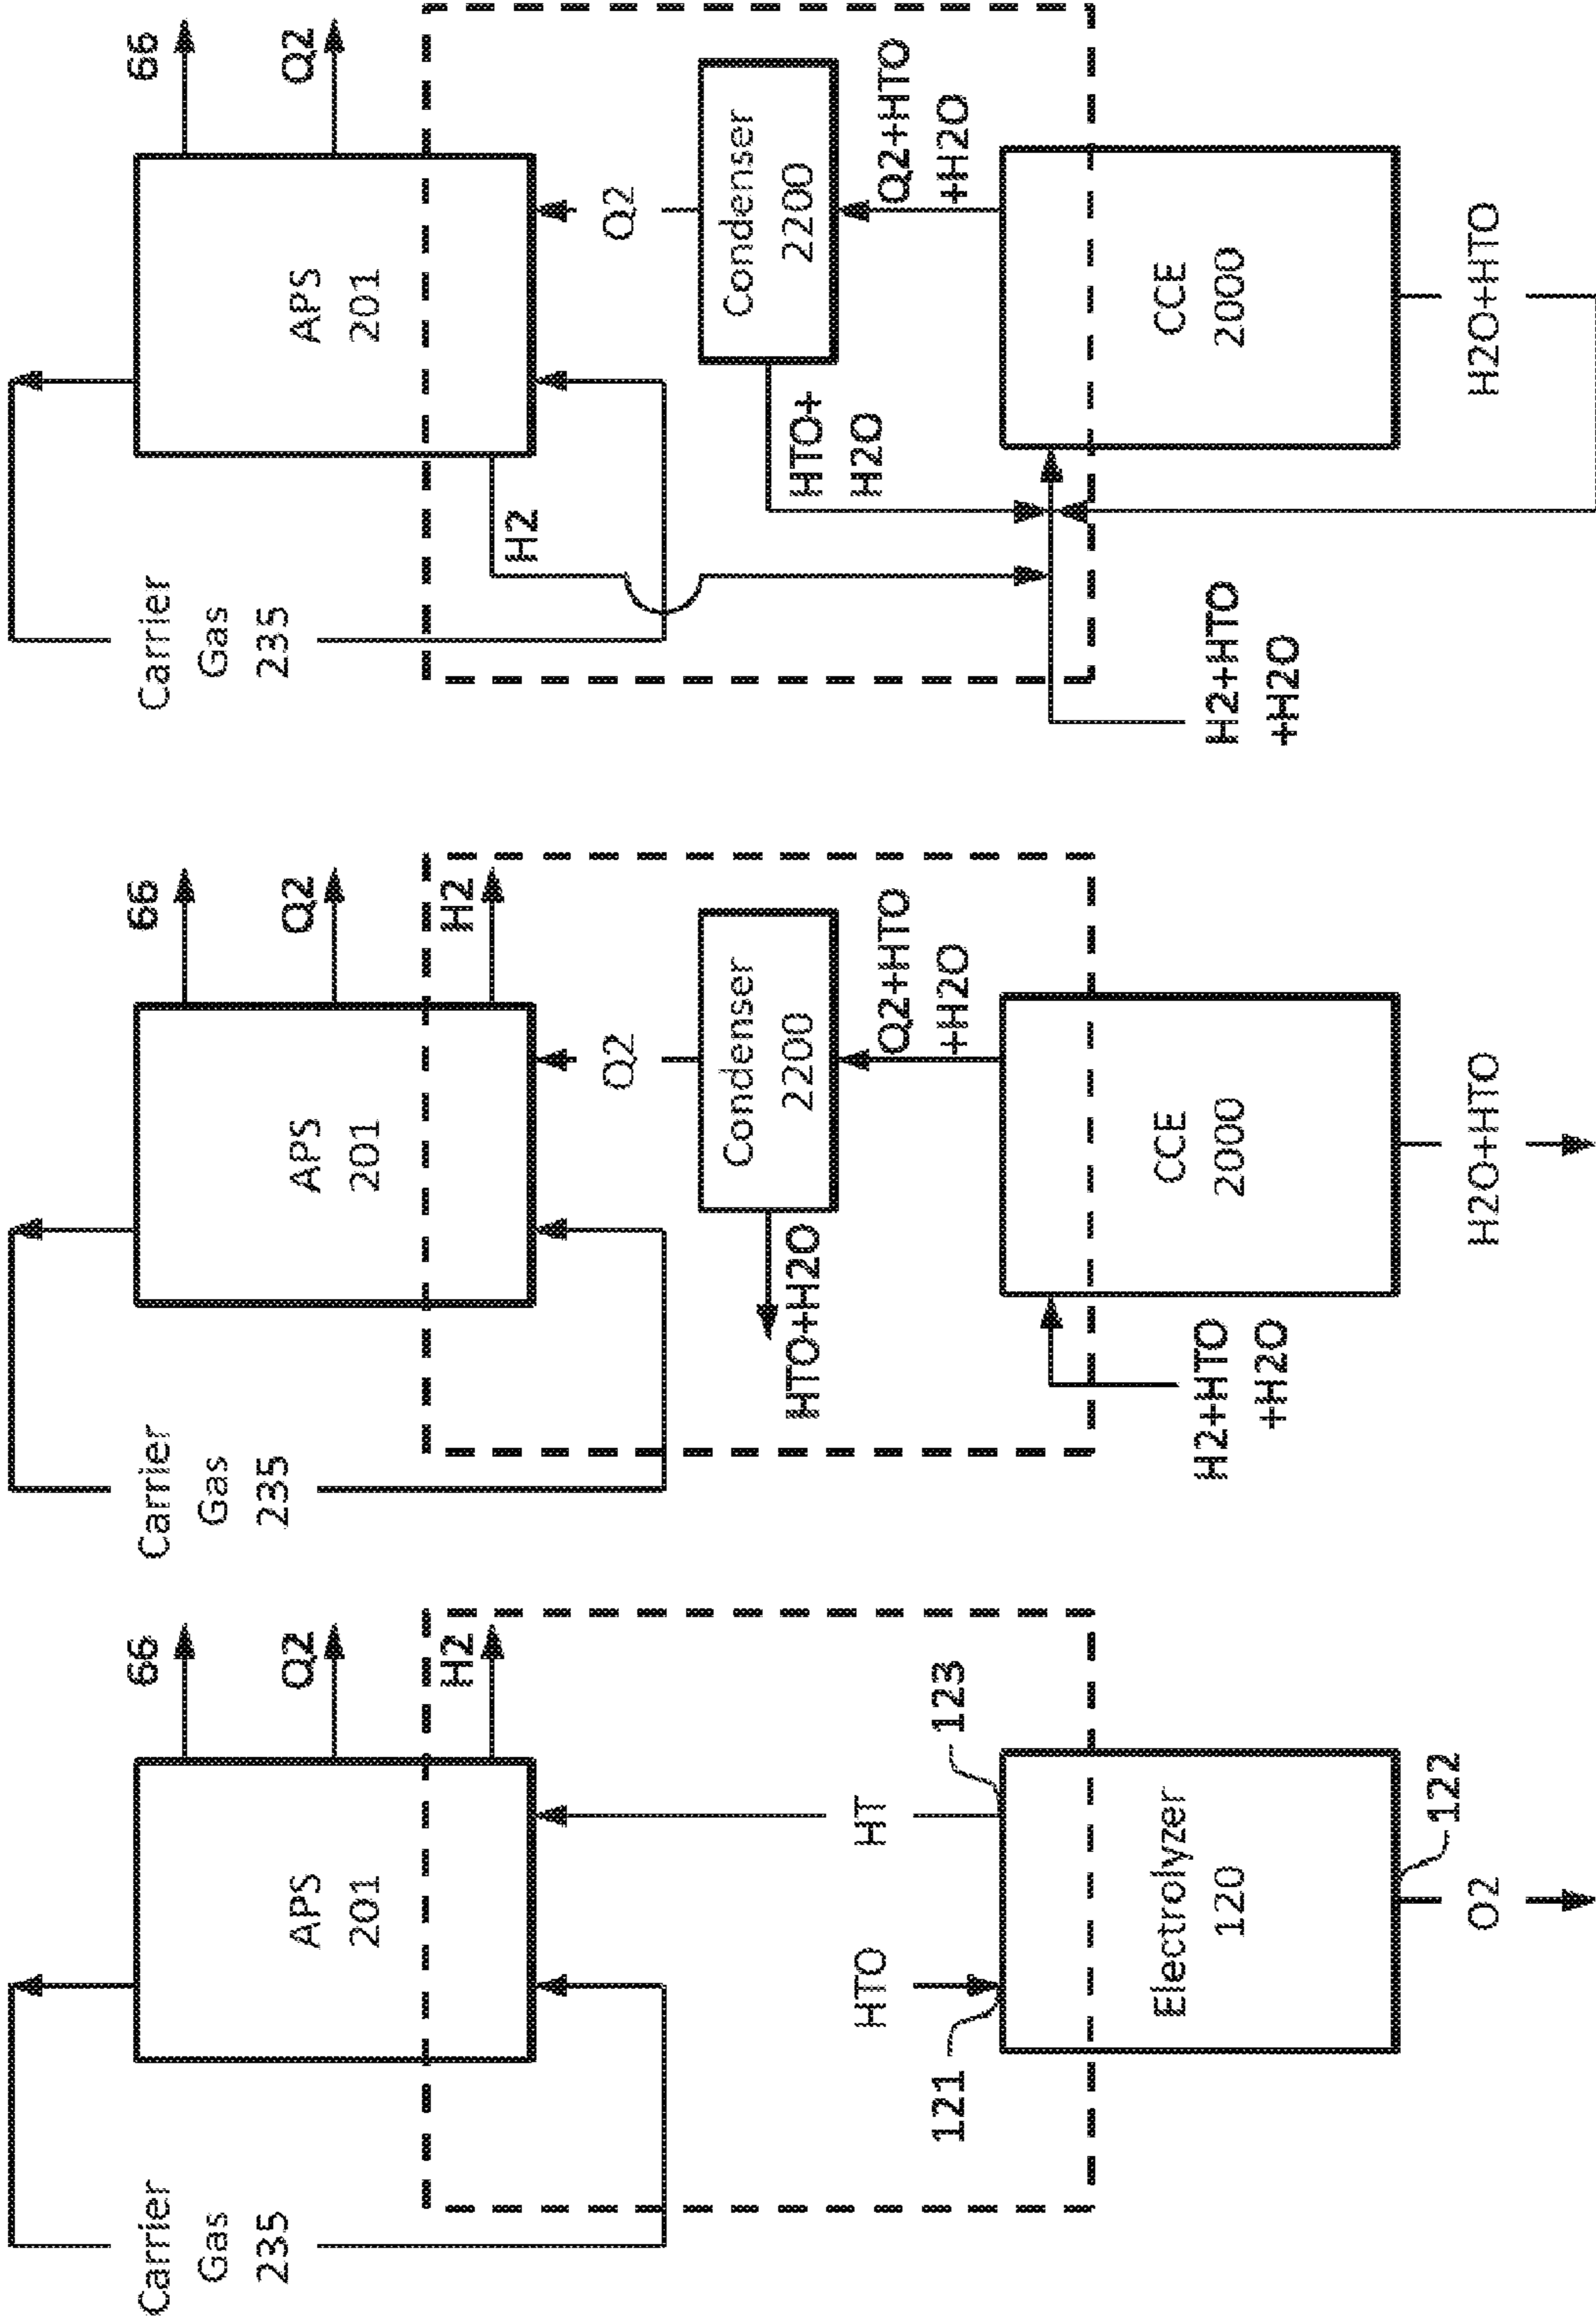 Carrier
Gas
235
APS
201
66
Q2
H2
HTO
HT
121
123
Electrolyzer
120
122
O2
Carrier
Gas
235
APS
201
66
Q2
H2
Q2
Condenser
2200
HTO+H2O
Q2+HTO
+H2O
H2+HTO
+H2O
CCE
2000
H2O+HTO
Carrier
Gas
235
APS
201
66
Q2
H2
Q2
Condenser
2200
HTO+
H2O
Q2+HTO
+H2O
H2+HTO
+H2O
CCE
2000
H2O+HTO